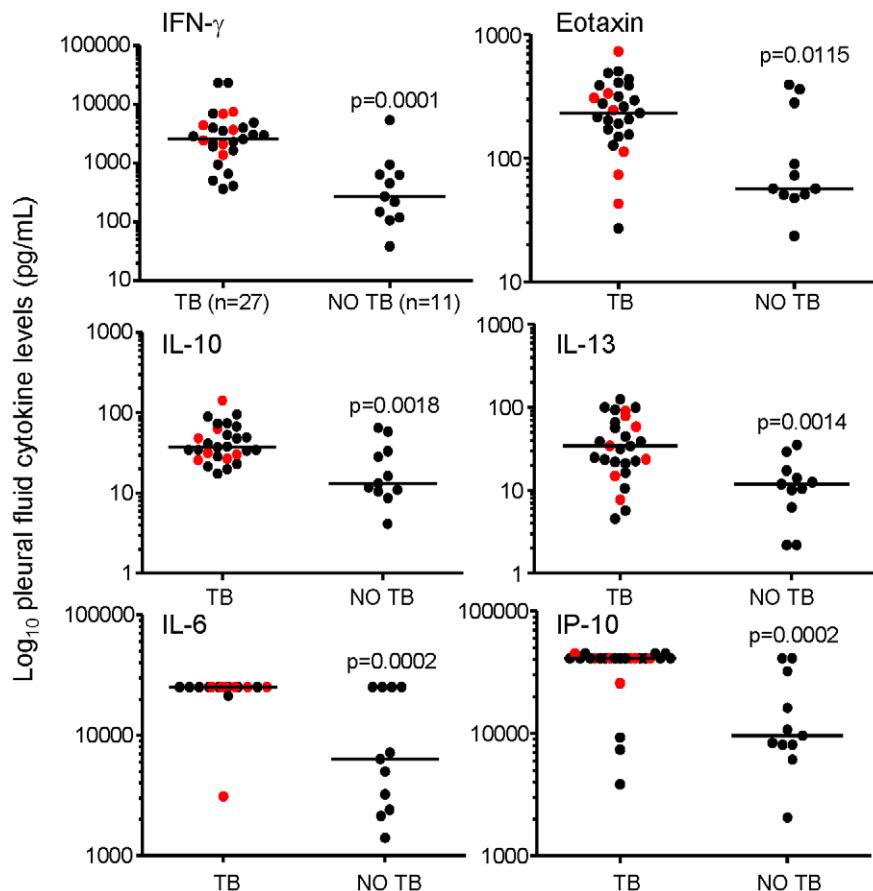 Log10 pleural fluid cytokine levels (pg/mL)
IFN-γ
100000
10000
1000
100
10
p=0.0001
TB (n=27) NO TB (n=11)
Eotaxin
1000
100
10
p=0.0115
TB NO TB
IL-10
1000
100
10
1
p=0.0018
TB NO TB
IL-13
1000
100
10
1
p=0.0014
TB NO TB
IL-6
100000
10000
1000
p=0.0002
TB NO TB
IP-10
100000
10000
1000
p=0.0002
TB NO TB